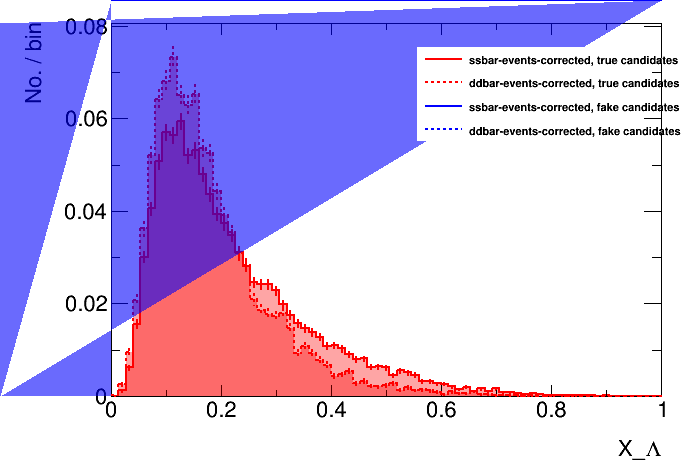 No. / bin
0.08
0.06
0.04
0.02
0
ssbar-events-corrected, true candidates
ddbar-events-corrected, true candidates
ssbar-events-corrected, fake candidates
ddbar-events-corrected, fake candidates
0 0.2 0.4 0.6 0.8 1
X_Λ